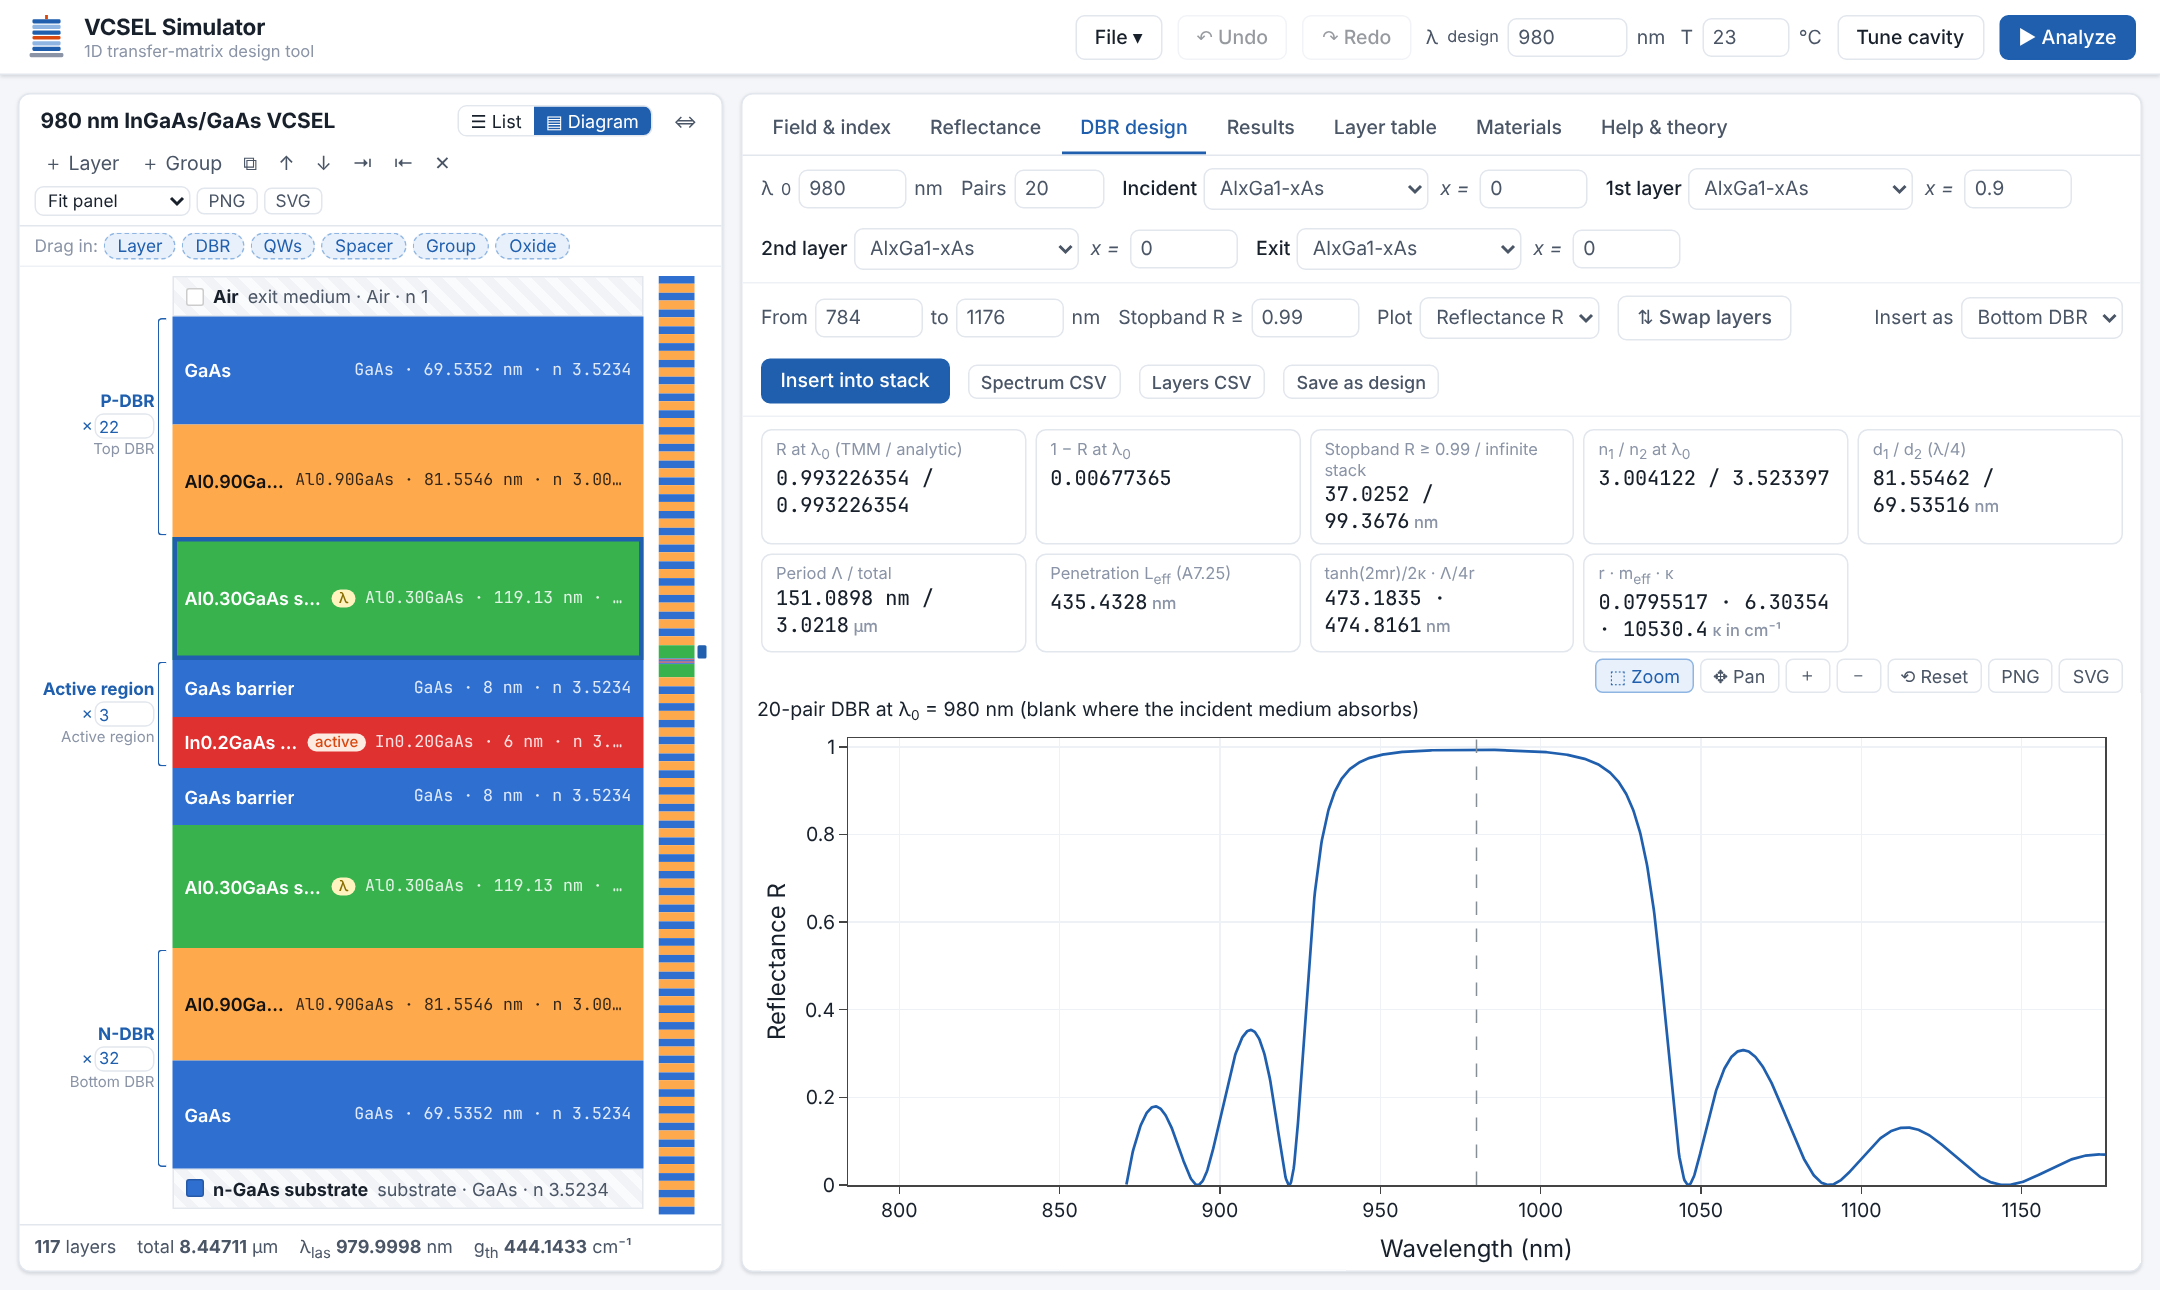 VCSEL Simulator
1D transfer-matrix design tool
File ▾ ↶ Undo ↷ Redo λ design 980 nm T 23 °C Tune cavity ▶ Analyze
980 nm InGaAs/GaAs VCSEL
☰ List ▤ Diagram ⇔
+ Layer + Group ⧉ ↑ ↓ ⇥ ⇤ ✕
Fit panel PNG SVG
Drag in: Layer DBR QWs Spacer Group Oxide
Air exit medium · Air · n 1
GaAs GaAs · 69.5352 nm · n 3.5234
P-DBR
× 22
Top DBR
Al0.90Ga... Al0.90GaAs · 81.5546 nm · n 3.00…
Al0.30GaAs s... λ Al0.30GaAs · 119.13 nm · …
Active region
× 3
Active region
GaAs barrier GaAs · 8 nm · n 3.5234
In0.2GaAs ... active In0.20GaAs · 6 nm · n 3.…
GaAs barrier GaAs · 8 nm · n 3.5234
Al0.30GaAs s... λ Al0.30GaAs · 119.13 nm · …
Al0.90Ga... Al0.90GaAs · 81.5546 nm · n 3.00…
N-DBR
× 32
Bottom DBR
GaAs GaAs · 69.5352 nm · n 3.5234
n-GaAs substrate substrate · GaAs · n 3.5234
117 layers total 8.44711 µm λlas 979.9998 nm gth 444.1433 cm⁻¹
Field & index Reflectance DBR design Results Layer table Materials Help & theory
λ 0 980 nm Pairs 20 Incident AlxGa1-xAs x = 0 1st layer AlxGa1-xAs x = 0.9
2nd layer AlxGa1-xAs x = 0 Exit AlxGa1-xAs x = 0
From 784 to 1176 nm Stopband R ≥ 0.99 Plot Reflectance R ⇅ Swap layers Insert as Bottom DBR
Insert into stack Spectrum CSV Layers CSV Save as design
R at λ₀ (TMM / analytic)
0.993226354 /
0.993226354
1 − R at λ₀
0.00677365
Stopband R ≥ 0.99 / infinite
stack
37.0252 /
99.3676 nm
n₁ / n₂ at λ₀
3.004122 / 3.523397
d₁ / d₂ (λ/4)
81.55462 /
69.53516 nm
Period Λ / total
151.0898 nm /
3.0218 µm
Penetration Leff (A7.25)
435.4328 nm
tanh(2mr)/2κ · Λ/4r
473.1835 ·
474.8161 nm
r · meff · κ
0.0795517 · 6.30354
· 10530.4 κ in cm⁻¹
Zoom ✥ Pan + − ⟲ Reset PNG SVG
20-pair DBR at λ₀ = 980 nm (blank where the incident medium absorbs)
Reflectance R
1
0.8
0.6
0.4
0.2
0
800 850 900 950 1000 1050 1100 1150
Wavelength (nm)